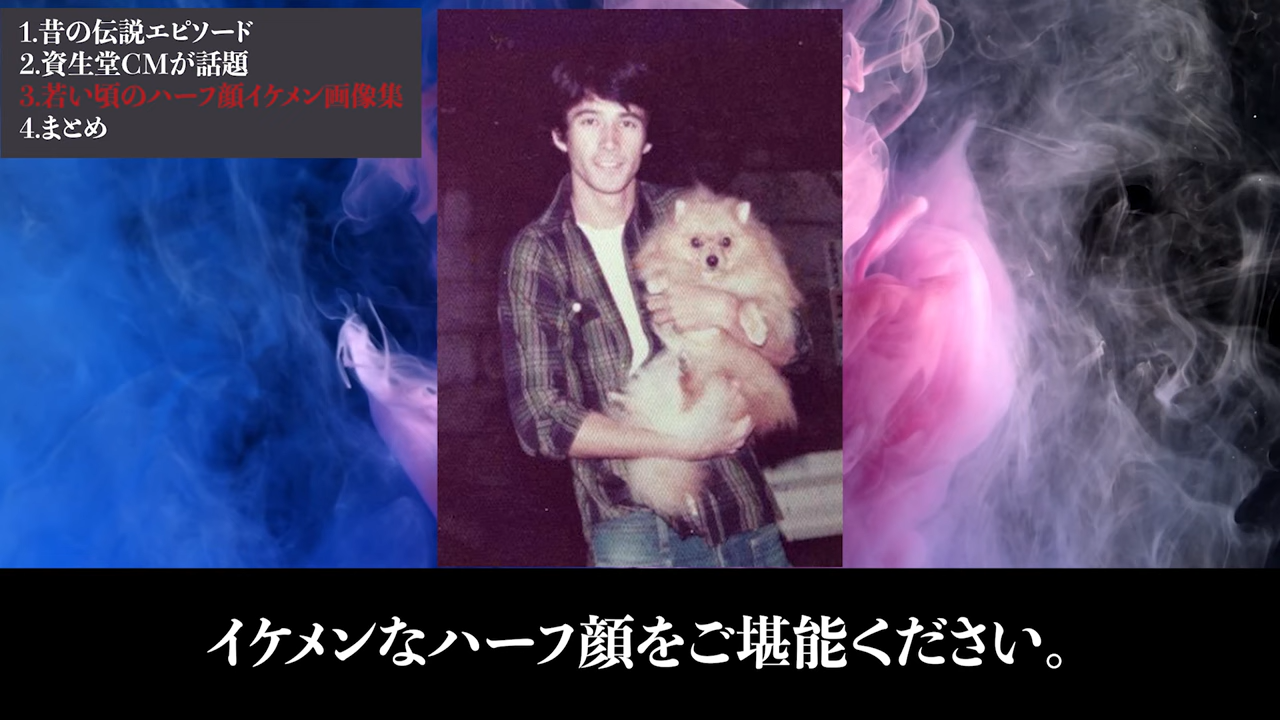 1.昔の伝説エピソード
2.資生堂CMが話題
3.若い頃のハーフ顔イケメン画像集
4.まとめ
イケメンなハーフ顔をご堪能ください。